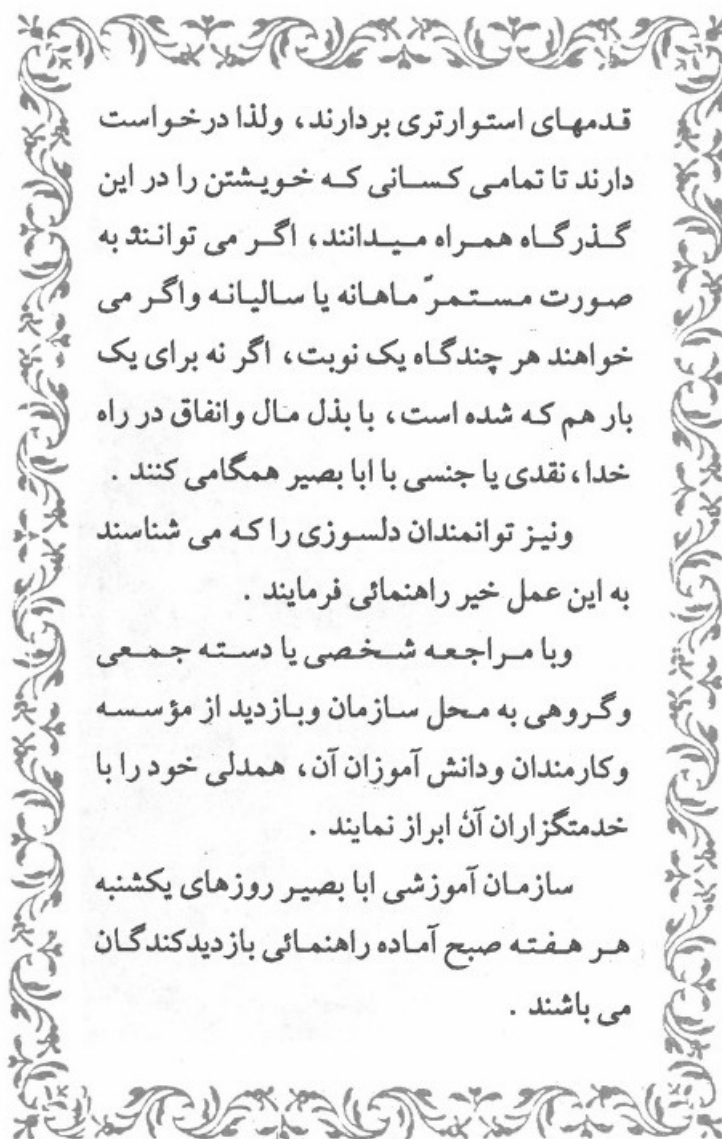 قدمهای استوارتری بردارند، ولذا درخواست
دارند تا تمامی کسانی که خویشتن را در این
گذرگاه همراه میدانند، اگر می توانند به
صورت مستمرّ ماهانه یا سالیانه واگر می
خواهند هر چندگاه یک نوبت، اگر نه برای یک
بار هم که شده است، با بذل مال وانفاق در راه
خدا، نقدی یا جنسی با ابا بصیر همگامی کنند .
ونیز توانمندان دلسوزی را که می شناسند
به این عمل خیر راهنمائی فرمایند .
وبا مراجعه شخصی یا دسته جمعی
وگروهی به محل سازمان وبازدید از مؤسسه
وکارمندان ودانش آموزان آن، همدلی خود را با
خدمتگزاران آن ابراز نمایند .
سازمان آموزشی ابا بصیر روزهای یکشنبه
هر هفته صبح آماده راهنمائی بازدیدکندگان
می باشند .